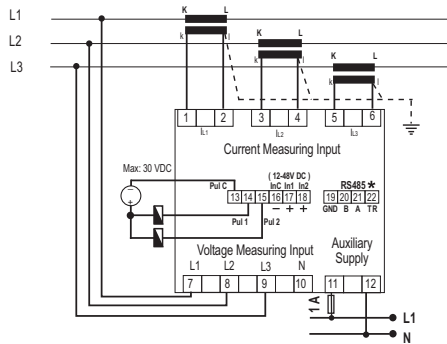 L1
K L
L2
K L
L3
K L
k l
k l
k l
1 2 3 4 5 6
IL1 IL2 IL3
Current Measuring Input
Max: 30 VDC
( 12-48V DC )
Pul C
InC In1 In2
RS485 *
13 14 15 16 17 18
19 20 21 22
− + +
GND B A TR
Pul 1
Pul 2
− +
Voltage Measuring Input
Auxiliary
Supply
L1 L2 L3 N
7 8 9 10
11 12
1 A
L1
N